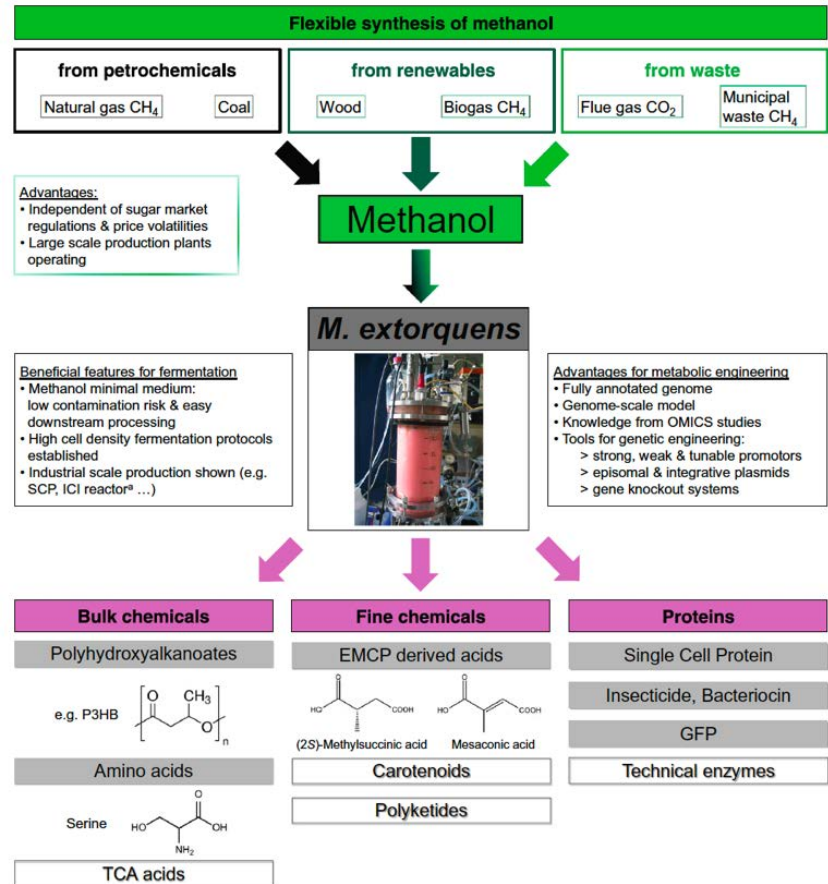 Flexible synthesis of methanol
from petrochemicals
Natural gas CH₄
Coal
from renewables
Wood
Biogas CH₄
from waste
Flue gas CO₂
Municipal
waste CH₄
Advantages:
• Independent of sugar market
regulations & price volatilities
• Large scale production plants
operating
Methanol
M. extorquens
Beneficial features for fermentation
• Methanol minimal medium:
low contamination risk & easy
downstream processing
• High cell density fermentation protocols
established
• Industrial scale production shown (e.g.
SCP, ICI reactorᵃ ...)
Advantages for metabolic engineering
• Fully annotated genome
• Genome-scale model
• Knowledge from OMICS studies
• Tools for genetic engineering:
> strong, weak & tunable promotors
> episomal & integrative plasmids
> gene knockout systems
Bulk chemicals
Polyhydroxyalkanoates
e.g. P3HB
O
CH₃
O
n
Amino acids
Serine
O
HO
OH
NH₂
TCA acids
Fine chemicals
EMCP derived acids
O
HO
COOH
(2S)-Methylsuccinic acid
O
HO
COOH
Mesaconic acid
Carotenoids
Polyketides
Proteins
Single Cell Protein
Insecticide, Bacteriocin
GFP
Technical enzymes